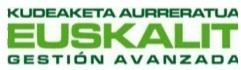 KUDEAKETA AURRERATUA
EUSKALIT
GESTIÓN AVANZADA